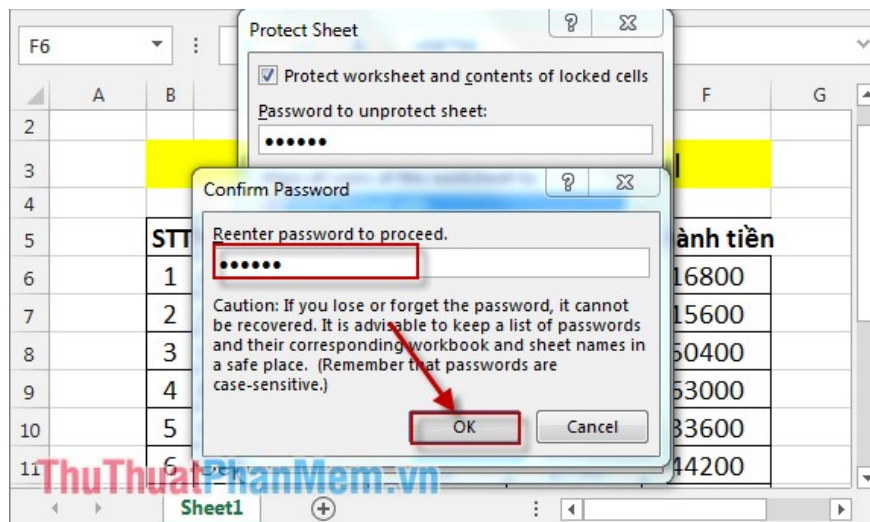 Protect Sheet
F6
Protect worksheet and contents of locked cells
A B F G
Password to unprotect sheet:
2
3
Confirm Password
4
Reenter password to proceed.
5 STT ành tiền
6 1 16800
Caution: If you lose or forget the password, it cannot
7 2 15600
be recovered. It is advisable to keep a list of passwords
and their corresponding workbook and sheet names in
8 3
a safe place. (Remember that passwords are
case-sensitive.)
9 4
10 5 33600
OK Cancel
11 6 44200
ThuThuatPhanMem.vn
Sheet1